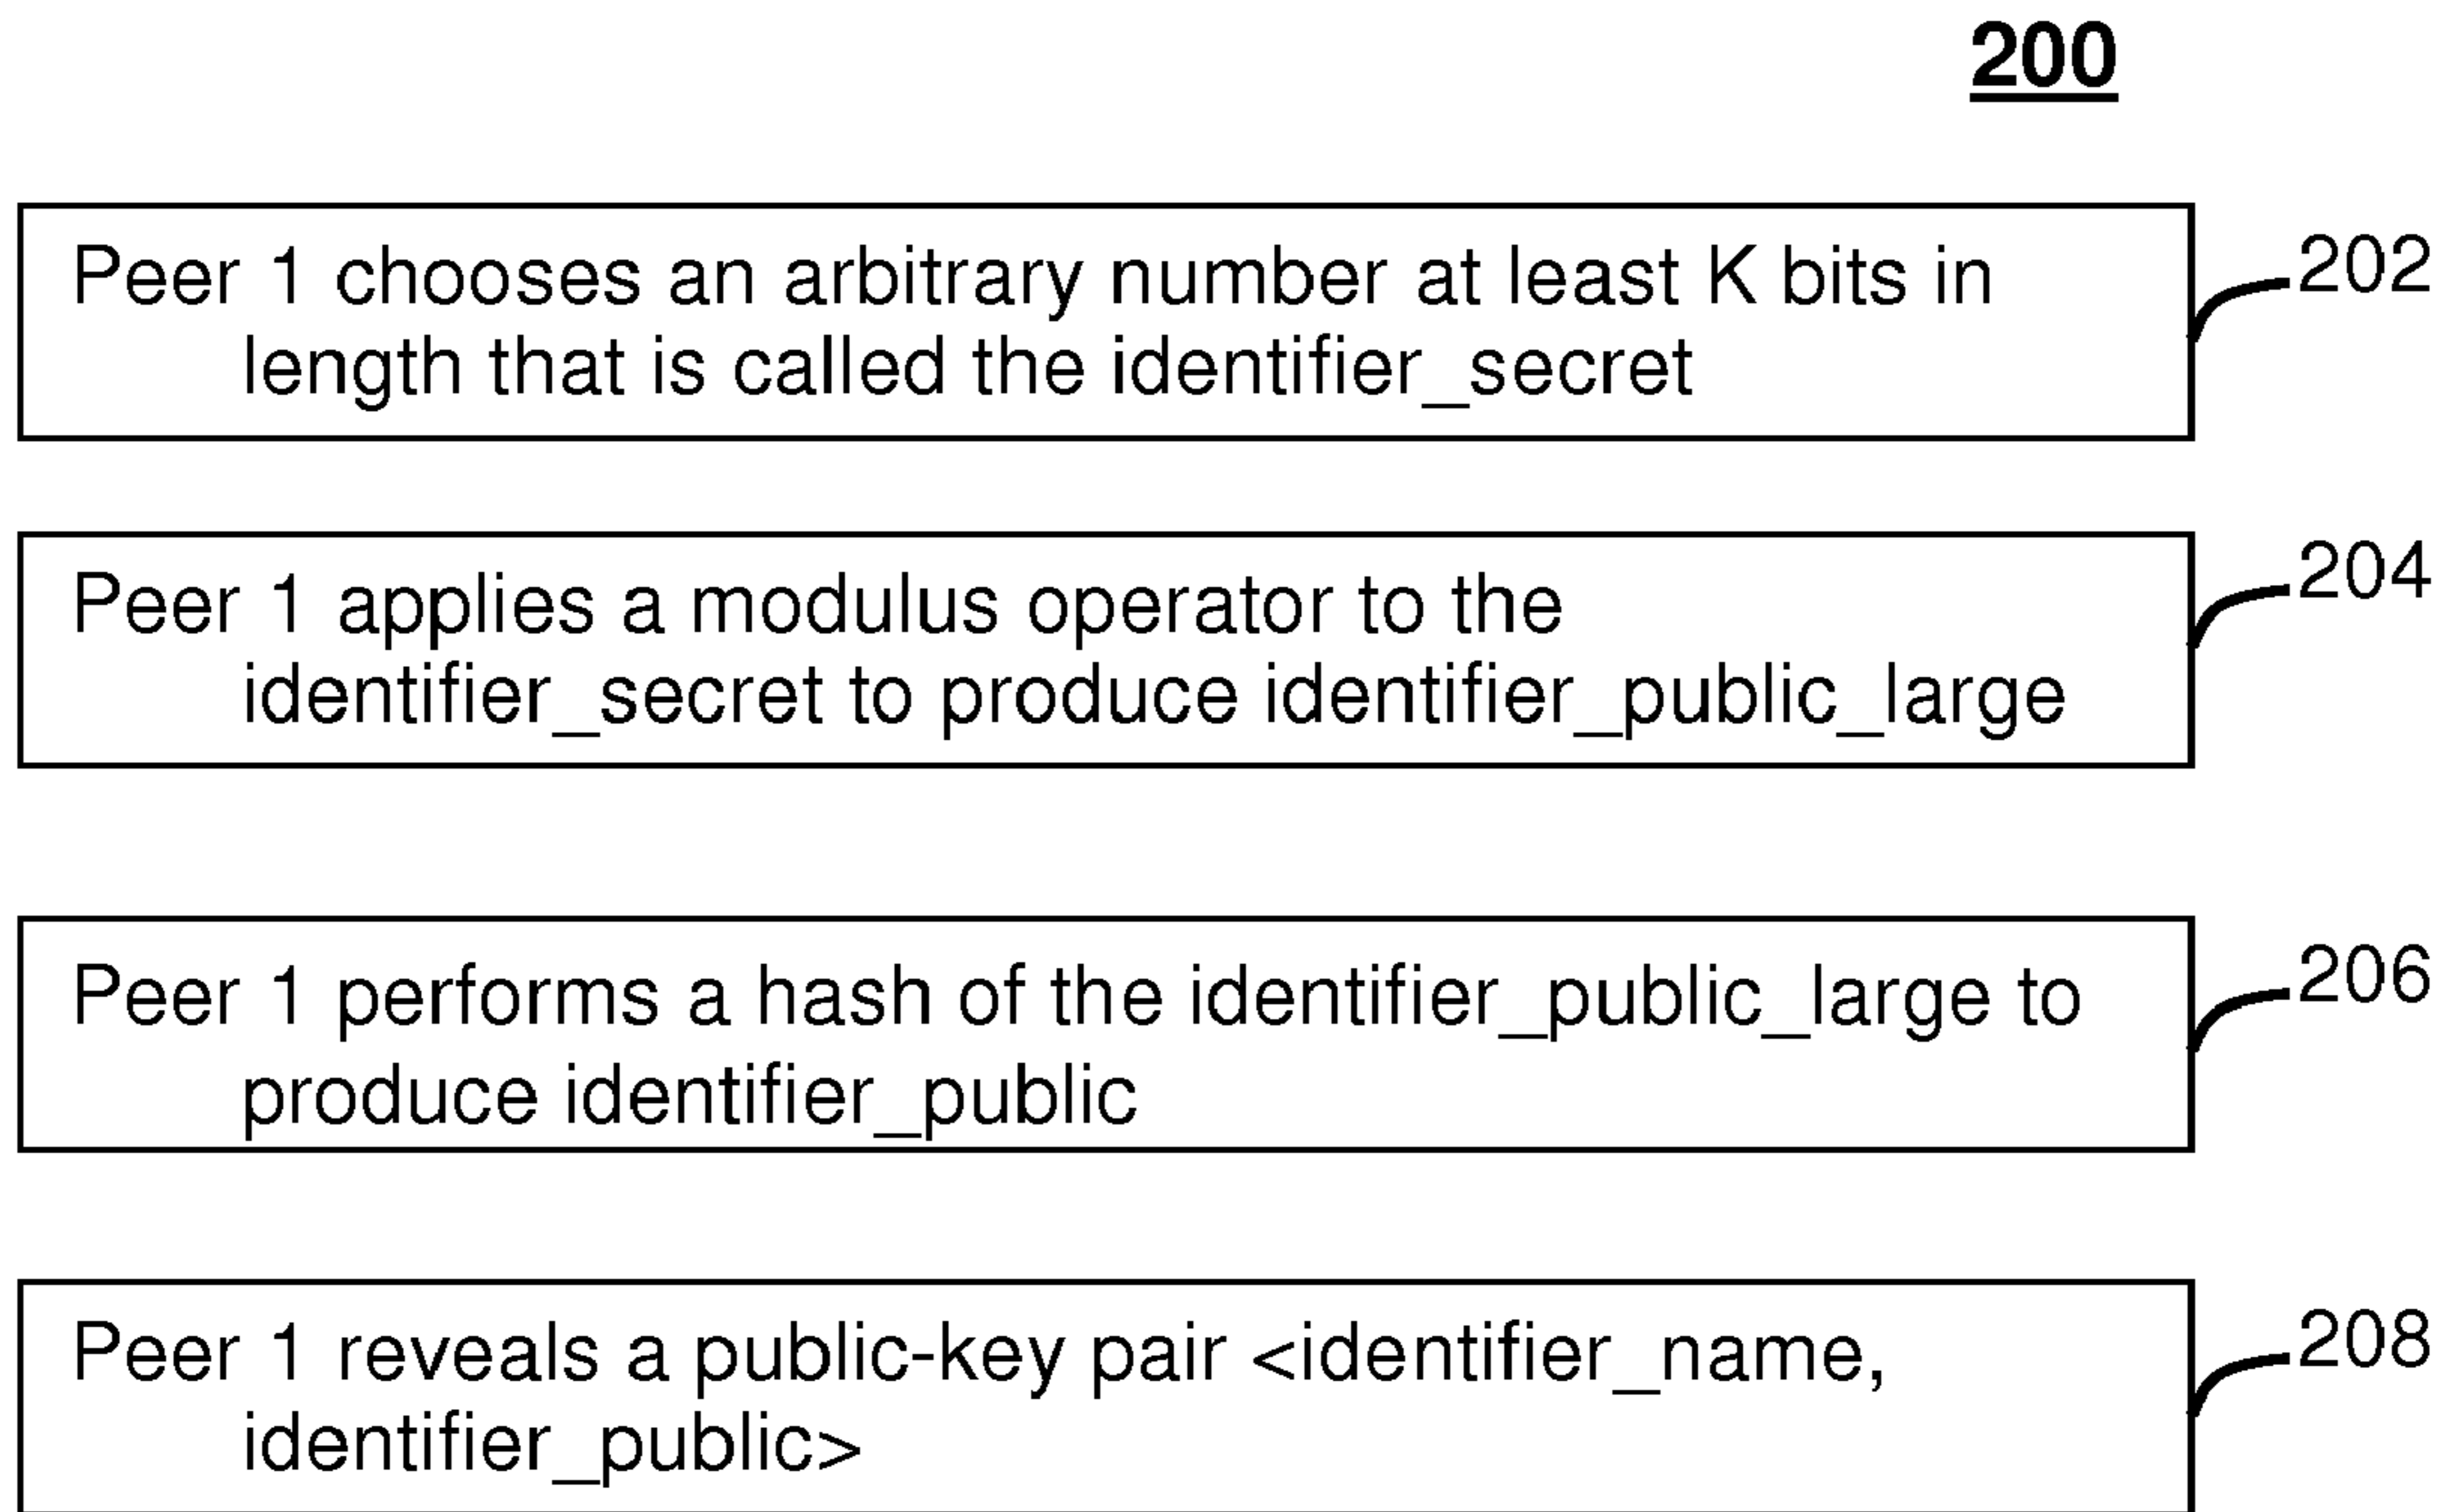 200
Peer 1 chooses an arbitrary number at least K bits in
length that is called the identifier_secret
202
Peer 1 applies a modulus operator to the
identifier_secret to produce identifier_public_large
204
Peer 1 performs a hash of the identifier_public_large to
produce identifier_public
206
Peer 1 reveals a public-key pair <identifier_name,
identifier_public>
208